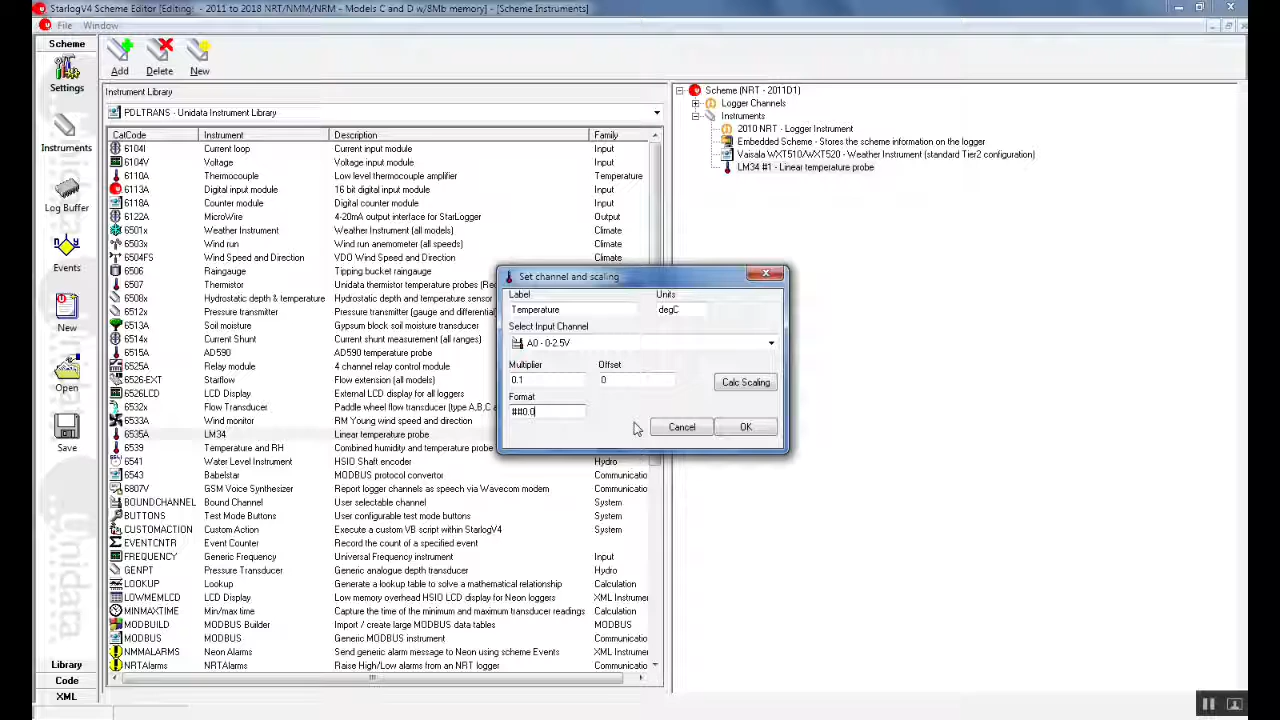 StarlogV4 Scheme Editor [Editing: - 2011 to 2018 NRT/NMM/NRM - Models C and D w/8Mb memory] - [Scheme Instruments]
File Window
Scheme
Settings
Instruments
Log Buffer
Events
New
Open
Save
Library
Code
XML
Add Delete New
Instrument Library
PDLTRANS - Unidata Instrument Library
CatCode Instrument Description Family
6104I Current loop Current input module Input
6104V Voltage Voltage input module Input
6110A Thermocouple Low level thermocouple amplifier Temperature
6113A Digital input module 16 bit digital input module Input
6118A Counter module Digital counter module Input
6122A MicroWire 4-20mA output interface for StarLogger Output
6501x Weather Instrument Weather Instrument (all models) Climate
6503x Wind run Wind run anemometer (all speeds) Climate
6504FS Wind Speed and Direction VDO Wind Speed and Direction Climate
6506 Raingauge Tipping bucket raingauge
6507 Thermistor Unidata thermistor temperature probes (R
6508x Hydrostatic depth & temperature Hydrostatic depth and temperature sensor
6512x Pressure transmitter Pressure transmitter (gauge and differentia
6513A Soil moisture Gypsum block soil moisture transducer
6514x Current shunt Current shunt measurement (all ranges)
6515A AD590 AD590 temperature probe
6525A Relay module 4 channel relay control module
6526-EXT Starflow Flow extension (all models)
6526LCD LCD Display External LCD display for all loggers
6532x Flow Transducer Paddle wheel flow transducer (type A,B,C a
6533A Wind monitor RM Young wind speed and direction
6535A LM34 Linear temperature probe
6539 Temperature and RH Combined humidity and temperature probe
6541 Water Level Instrument HSIO Shaft encoder Hydro
6543 Babelstar MODBUS protocol convertor Communicatio
6807V GSM Voice Synthesizer Report logger channels as speech via Wavecom modem Communicatio
BOUNDCHANNEL Bound Channel User selectable channel System
BUTTONS Test Mode Buttons User configurable test mode buttons System
CUSTOMACTION Custom Action Execute a custom VB script within StarlogV4 System
EVENTCNTR Event Counter Record the count of a specified event
FREQUENCY Generic Frequency Universal Frequency instrument Input
GENPT Pressure Transducer Generic analogue depth transducer Hydro
LOOKUP Lookup Generate a lookup table to solve a mathematical relationship Calculation
LOWMEMLCD LCD Display Low memory overhead HSIO LCD display for Neon loggers XML Instrumer
MINMAXTIME Min/max time Capture the time of the minimum and maximum transducer readings Calculation
MODBUILD MODBUS Builder Import / create large MODBUS data tables MODBUS
MODBUS MODBUS Generic MODBUS instrument Hydro
NMMALARMS Neon Alarms Send generic alarm message to Neon using scheme Events XML Instrumer
NRTAlarms NRTAlarms Raise High/Low alarms from an NRT logger Communicatio
Scheme (NRT - 2011D1)
Logger Channels
Instruments
2010 NRT - Logger Instrument
Embedded Scheme - Stores the scheme information on the logger
Vaisala WXT510/WXT520 - Weather Instrument (standard Tier2 configuration)
LM34 #1 - Linear temperature probe
Set channel and scaling
Label Units
Temperature degC
Select Input Channel
A0 - 0-2.5V
Multiplier Offset
0.1 0 Calc Scaling
Format
##0.0
Cancel OK
Unidata